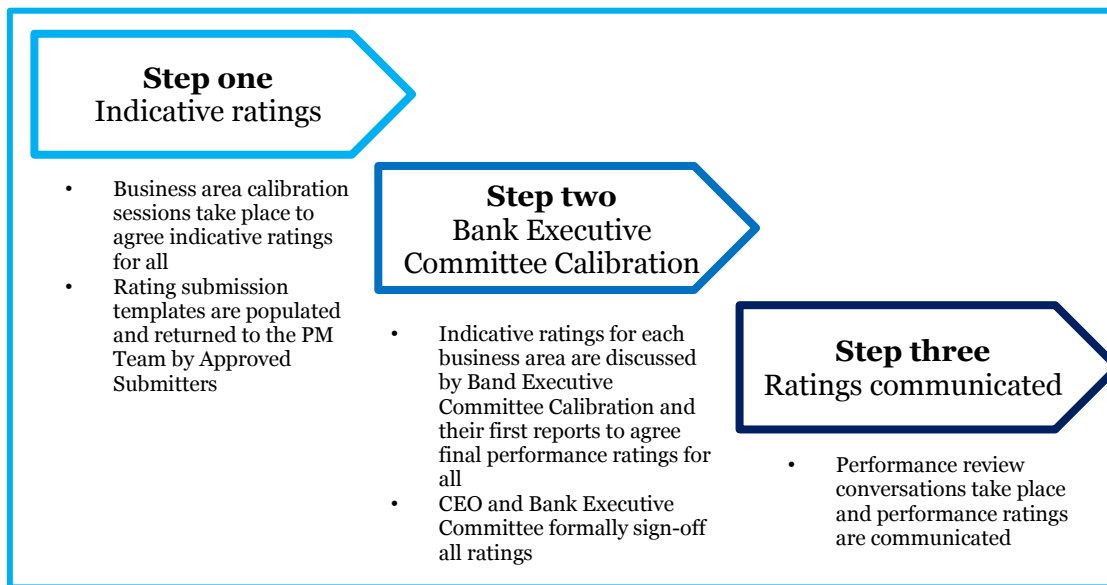 Step one
Indicative ratings
• Business area calibration
sessions take place to
agree indicative ratings
for all
• Rating submission
templates are populated
and returned to the PM
Team by Approved
Submitters
Step two
Bank Executive
Committee Calibration
• Indicative ratings for each
business area are discussed
by Band Executive
Committee Calibration and
their first reports to agree
final performance ratings for
all
• CEO and Bank Executive
Committee formally sign-off
all ratings
Step three
Ratings communicated
• Performance review
conversations take place
and performance ratings
are communicated